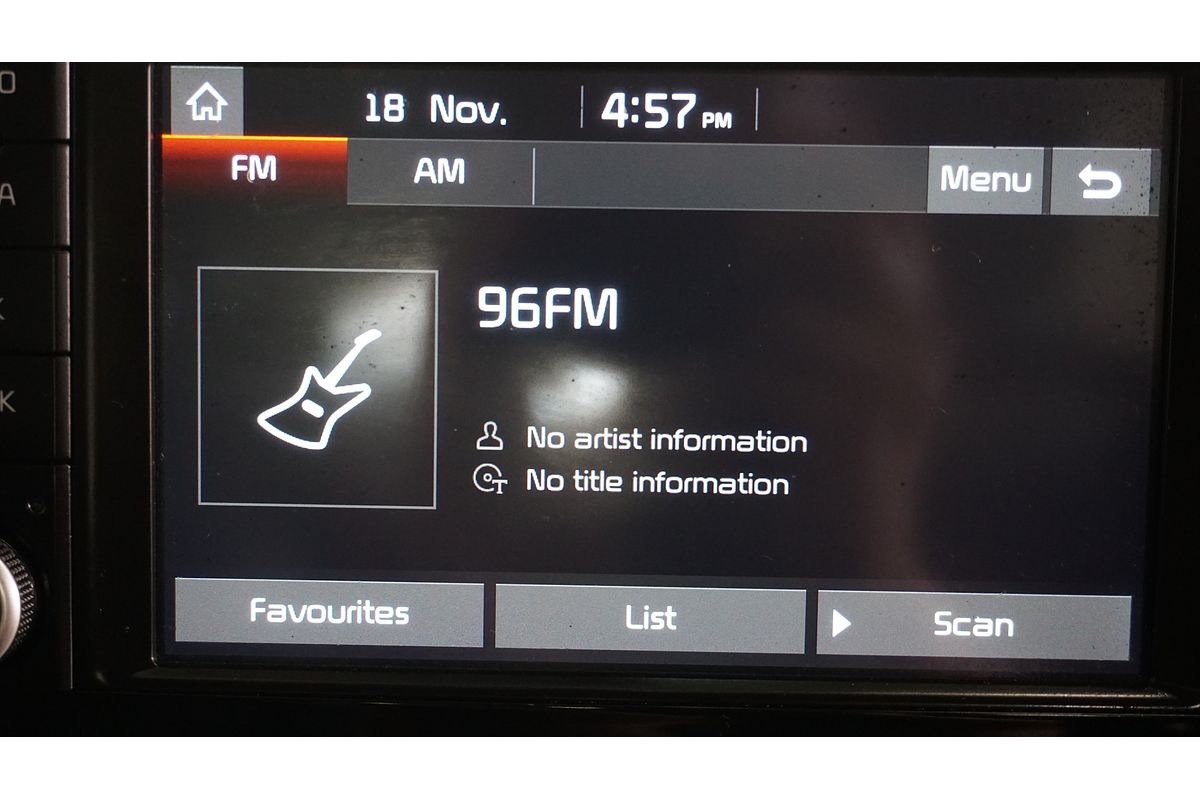 18 Nov. 4:57 PM
FM AM Menu
96FM
No artist information
No title information
Favourites List Scan